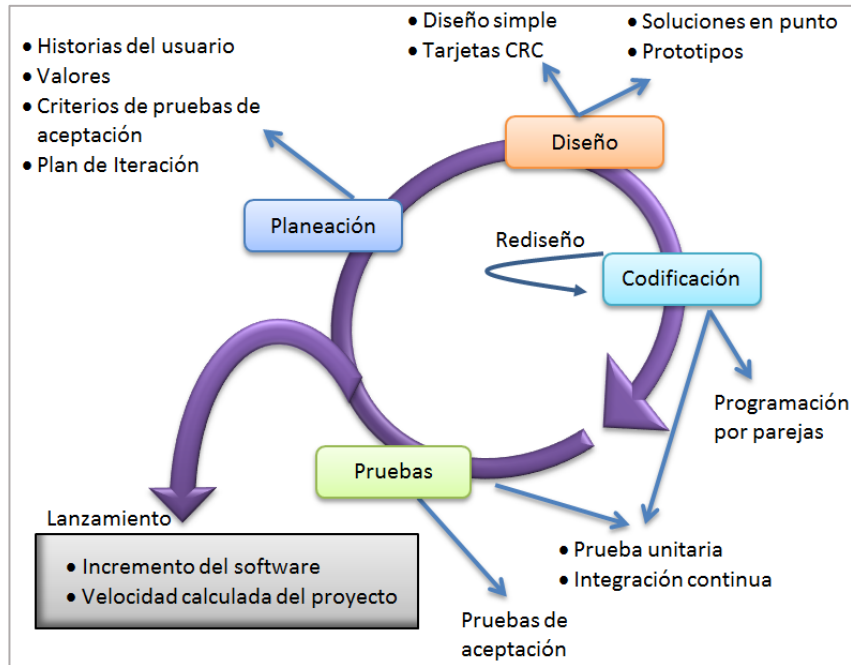 • Historias del usuario
• Valores
• Criterios de pruebas de
aceptación
• Plan de Iteración
• Diseño simple
• Tarjetas CRC
• Soluciones en punto
• Prototipos
Diseño
Planeación
Rediseño
Codificación
Programación
por parejas
Pruebas
Lanzamiento
• Incremento del software
• Velocidad calculada del proyecto
• Prueba unitaria
• Integración continua
Pruebas de
aceptación